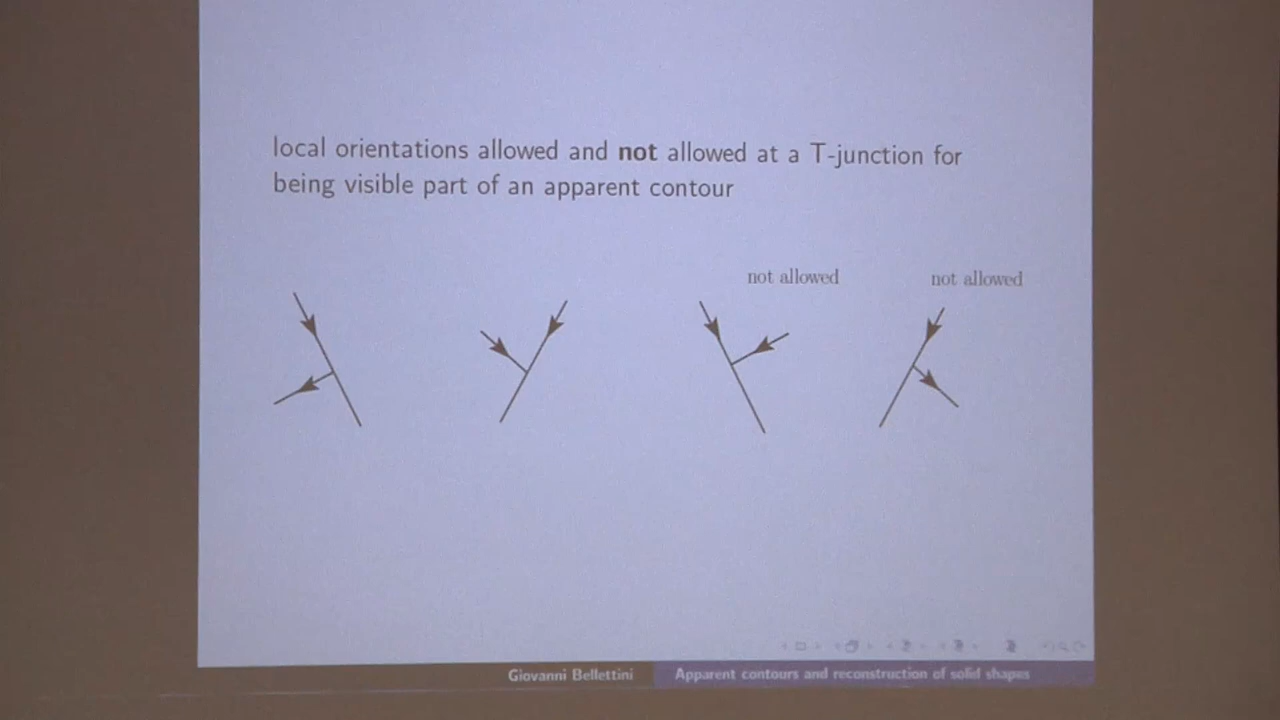 local orientations allowed and not allowed at a T-junction for
being visible part of an apparent contour
not allowed
not allowed
Giovanni Bellettini
Apparent contours and reconstruction of solid shapes